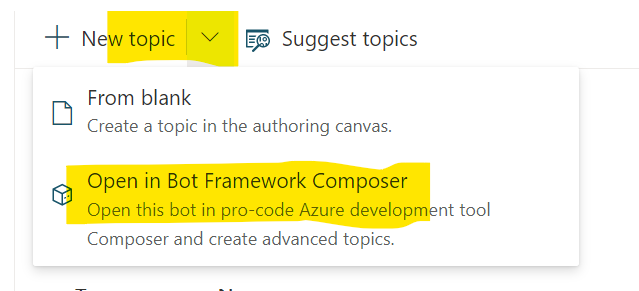 New topic
Suggest topics
From blank
Create a topic in the authoring canvas.
Open in Bot Framework Composer
Open this bot in pro-code Azure development tool
Composer and create advanced topics.